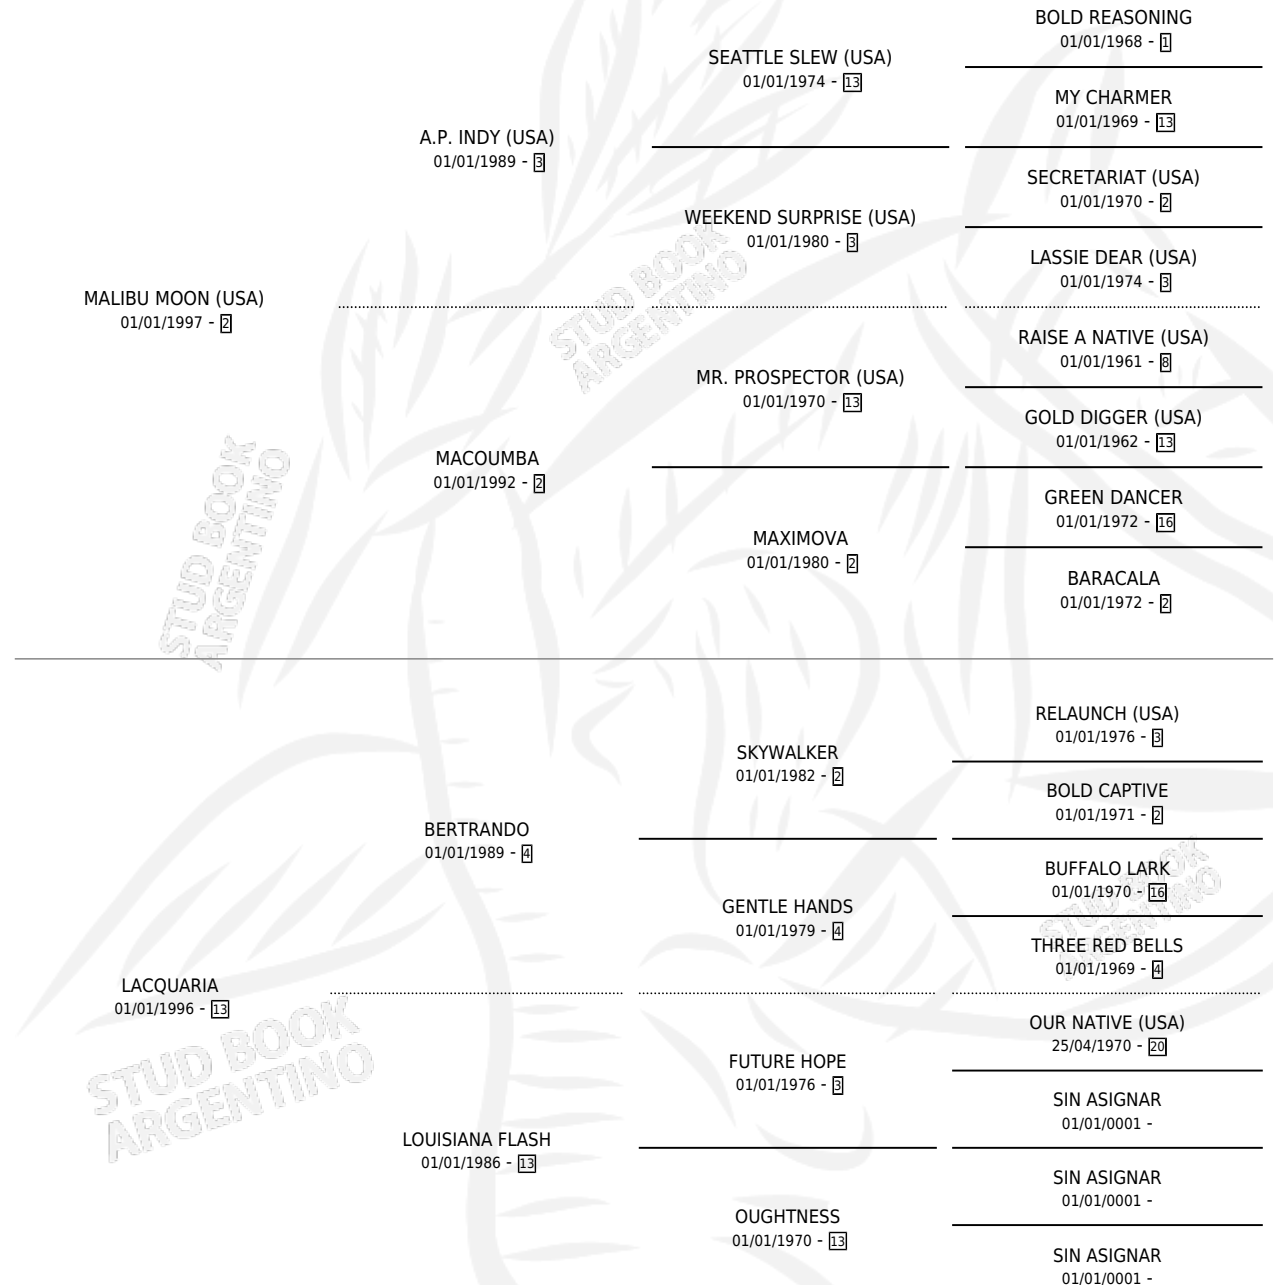 BOLD REASONING
01/01/1968 - 1
SEATTLE SLEW (USA)
01/01/1974 - 13
MY CHARMER
01/01/1969 - 13
A.P. INDY (USA)
01/01/1989 - 3
SECRETARIAT (USA)
01/01/1970 - 2
WEEKEND SURPRISE (USA)
01/01/1980 - 3
LASSIE DEAR (USA)
01/01/1974 - 3
MALIBU MOON (USA)
01/01/1997 - 2
RAISE A NATIVE (USA)
01/01/1961 - 8
MR. PROSPECTOR (USA)
01/01/1970 - 13
GOLD DIGGER (USA)
01/01/1962 - 13
MACOUMBA
01/01/1992 - 2
GREEN DANCER
01/01/1972 - 16
MAXIMOVA
01/01/1980 - 2
BARACALA
01/01/1972 - 2
STUD BOOK
ARGENTINO
STUD BOOK
ARGENTINO
RELAUNCH (USA)
01/01/1976 - 3
SKYWALKER
01/01/1982 - 2
BOLD CAPTIVE
01/01/1971 - 2
BERTRANDO
01/01/1989 - 4
BUFFALO LARK
01/01/1970 - 16
GENTLE HANDS
01/01/1979 - 4
THREE RED BELLS
01/01/1969 - 4
LACQUARIA
01/01/1996 - 13
OUR NATIVE (USA)
25/04/1970 - 20
FUTURE HOPE
01/01/1976 - 3
SIN ASIGNAR
01/01/0001 -
LOUISIANA FLASH
01/01/1986 - 13
SIN ASIGNAR
01/01/0001 -
OUGHTNESS
01/01/1970 - 13
SIN ASIGNAR
01/01/0001 -
STUD BOOK
ARGENTINO
STUD BOOK
ARGENTINO